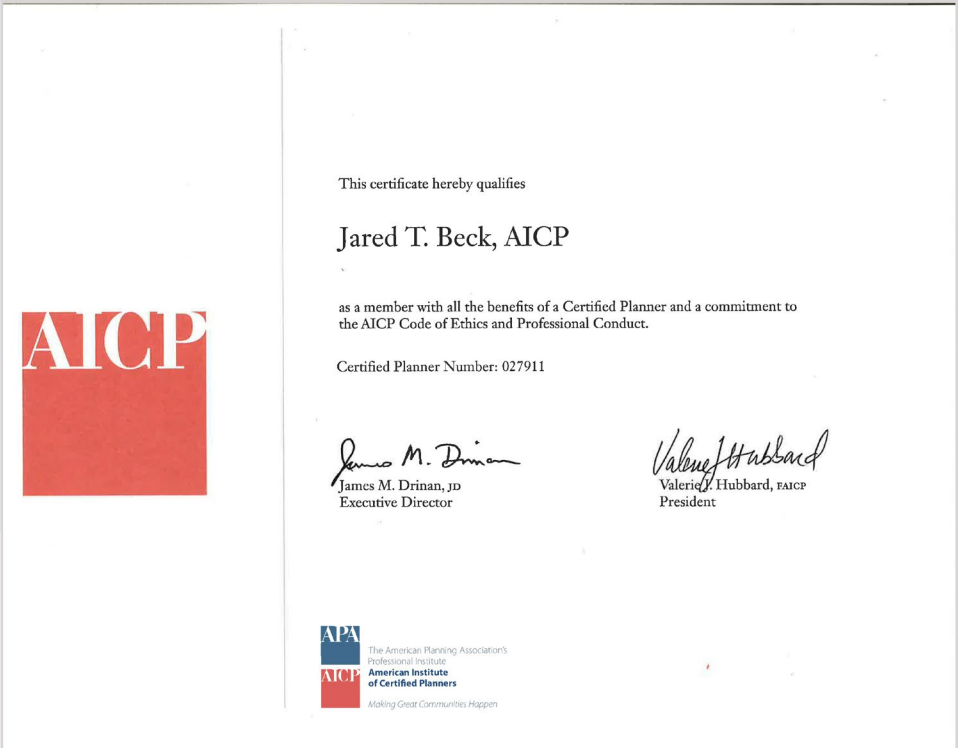 This certificate hereby qualifies
Jared T. Beck, AICP
as a member with all the benefits of a Certified Planner and a commitment to
the AICP Code of Ethics and Professional Conduct.
AICP
Certified Planner Number: 027911
James M. Drinan
Valerie J Hubbard
James M. Drinan, JD
Valerie J. Hubbard, FAICP
Executive Director
President
APA
The American Planning Association's
Professional Institute
AICP
American Institute
of Certified Planners
Making Great Communities Happen